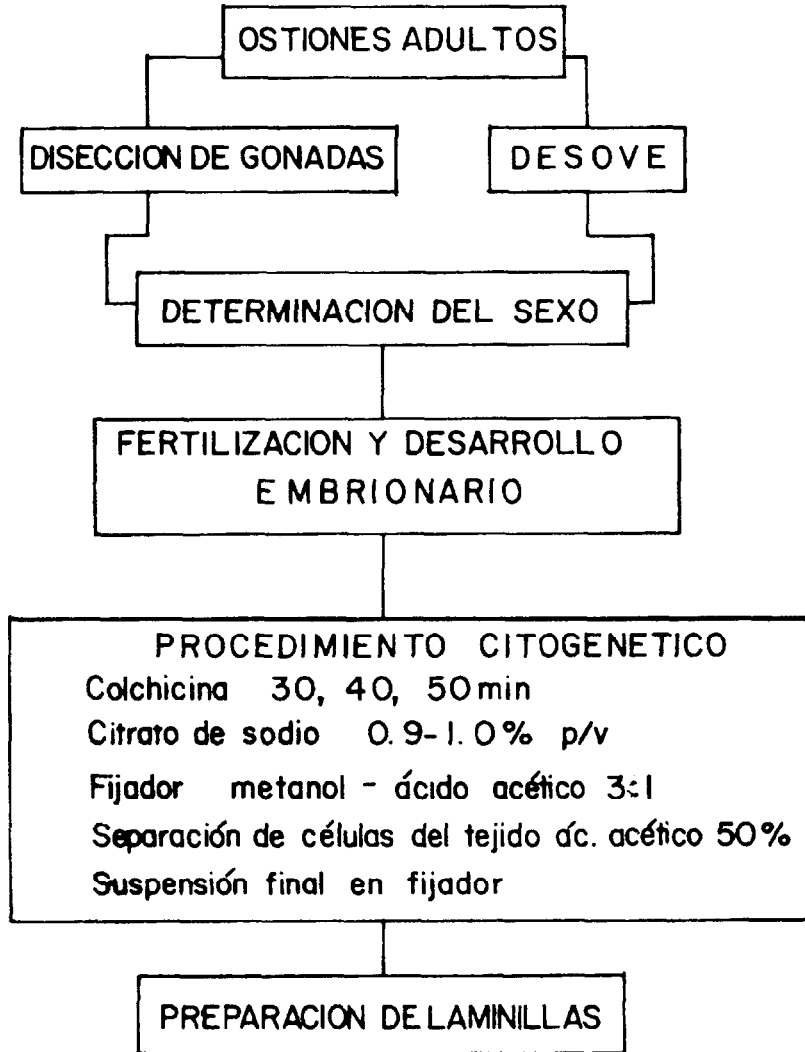 OSTIONES ADULTOS
DISECCION DE GONADAS
DESOVE
DETERMINACION DEL SEXO
FERTILIZACION Y DESARROLLO
EMBRIONARIO
PROCEDIMIENTO CITOGENETICO
Colchicina 30, 40, 50 min
Citrato de sodio 0.9-1.0% p/v
Fijador metanol - ácido acético 3:1
Separación de células del tejido ác. acético 50%
Suspensión final en fijador
PREPARACION DE LAMINILLAS